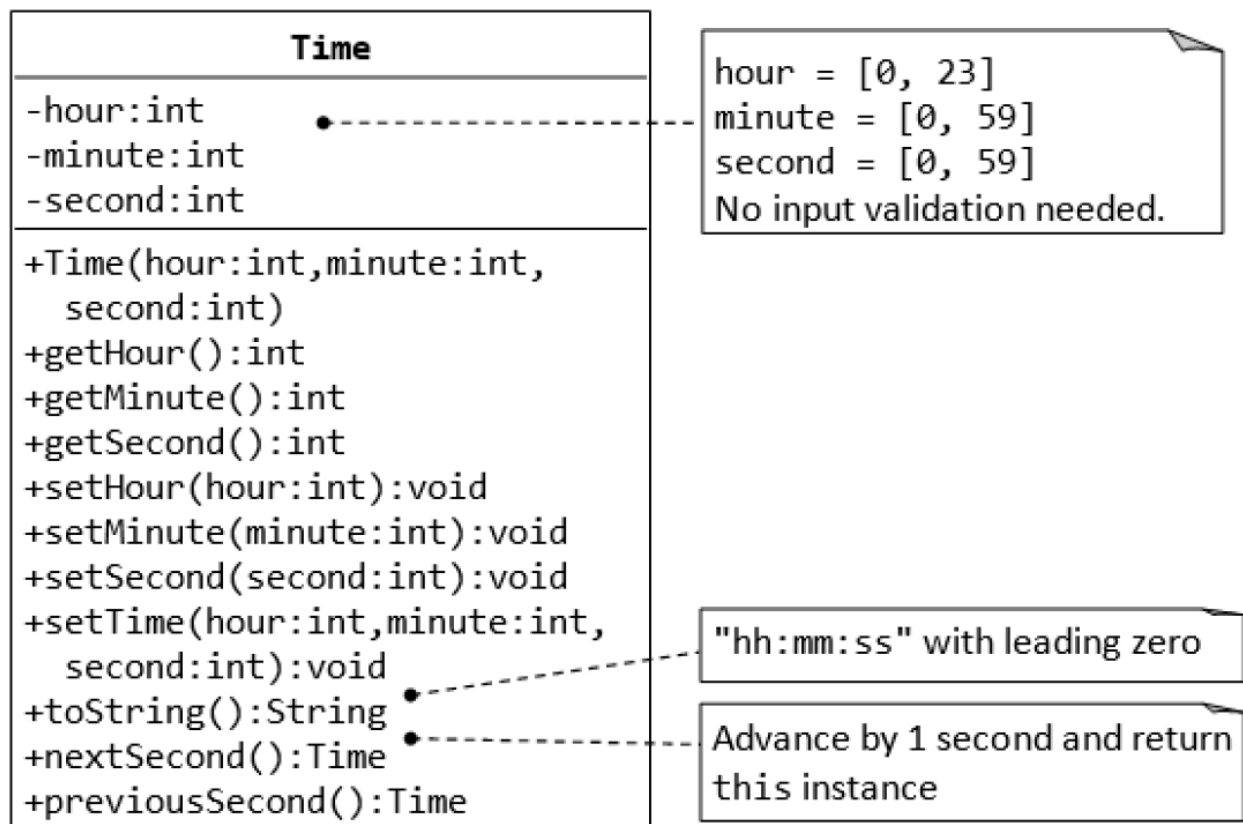 Time
-hour:int
-minute:int
-second:int
+Time(hour:int,minute:int,
second:int)
+getHour():int
+getMinute():int
+getSecond():int
+setHour(hour:int):void
+setMinute(minute:int):void
+setSecond(second:int):void
+setTime(hour:int,minute:int,
second:int):void
+toString():String
+nextSecond():Time
+previousSecond():Time
hour = [0, 23]
minute = [0, 59]
second = [0, 59]
No input validation needed.
"hh:mm:ss" with leading zero
Advance by 1 second and return
this instance